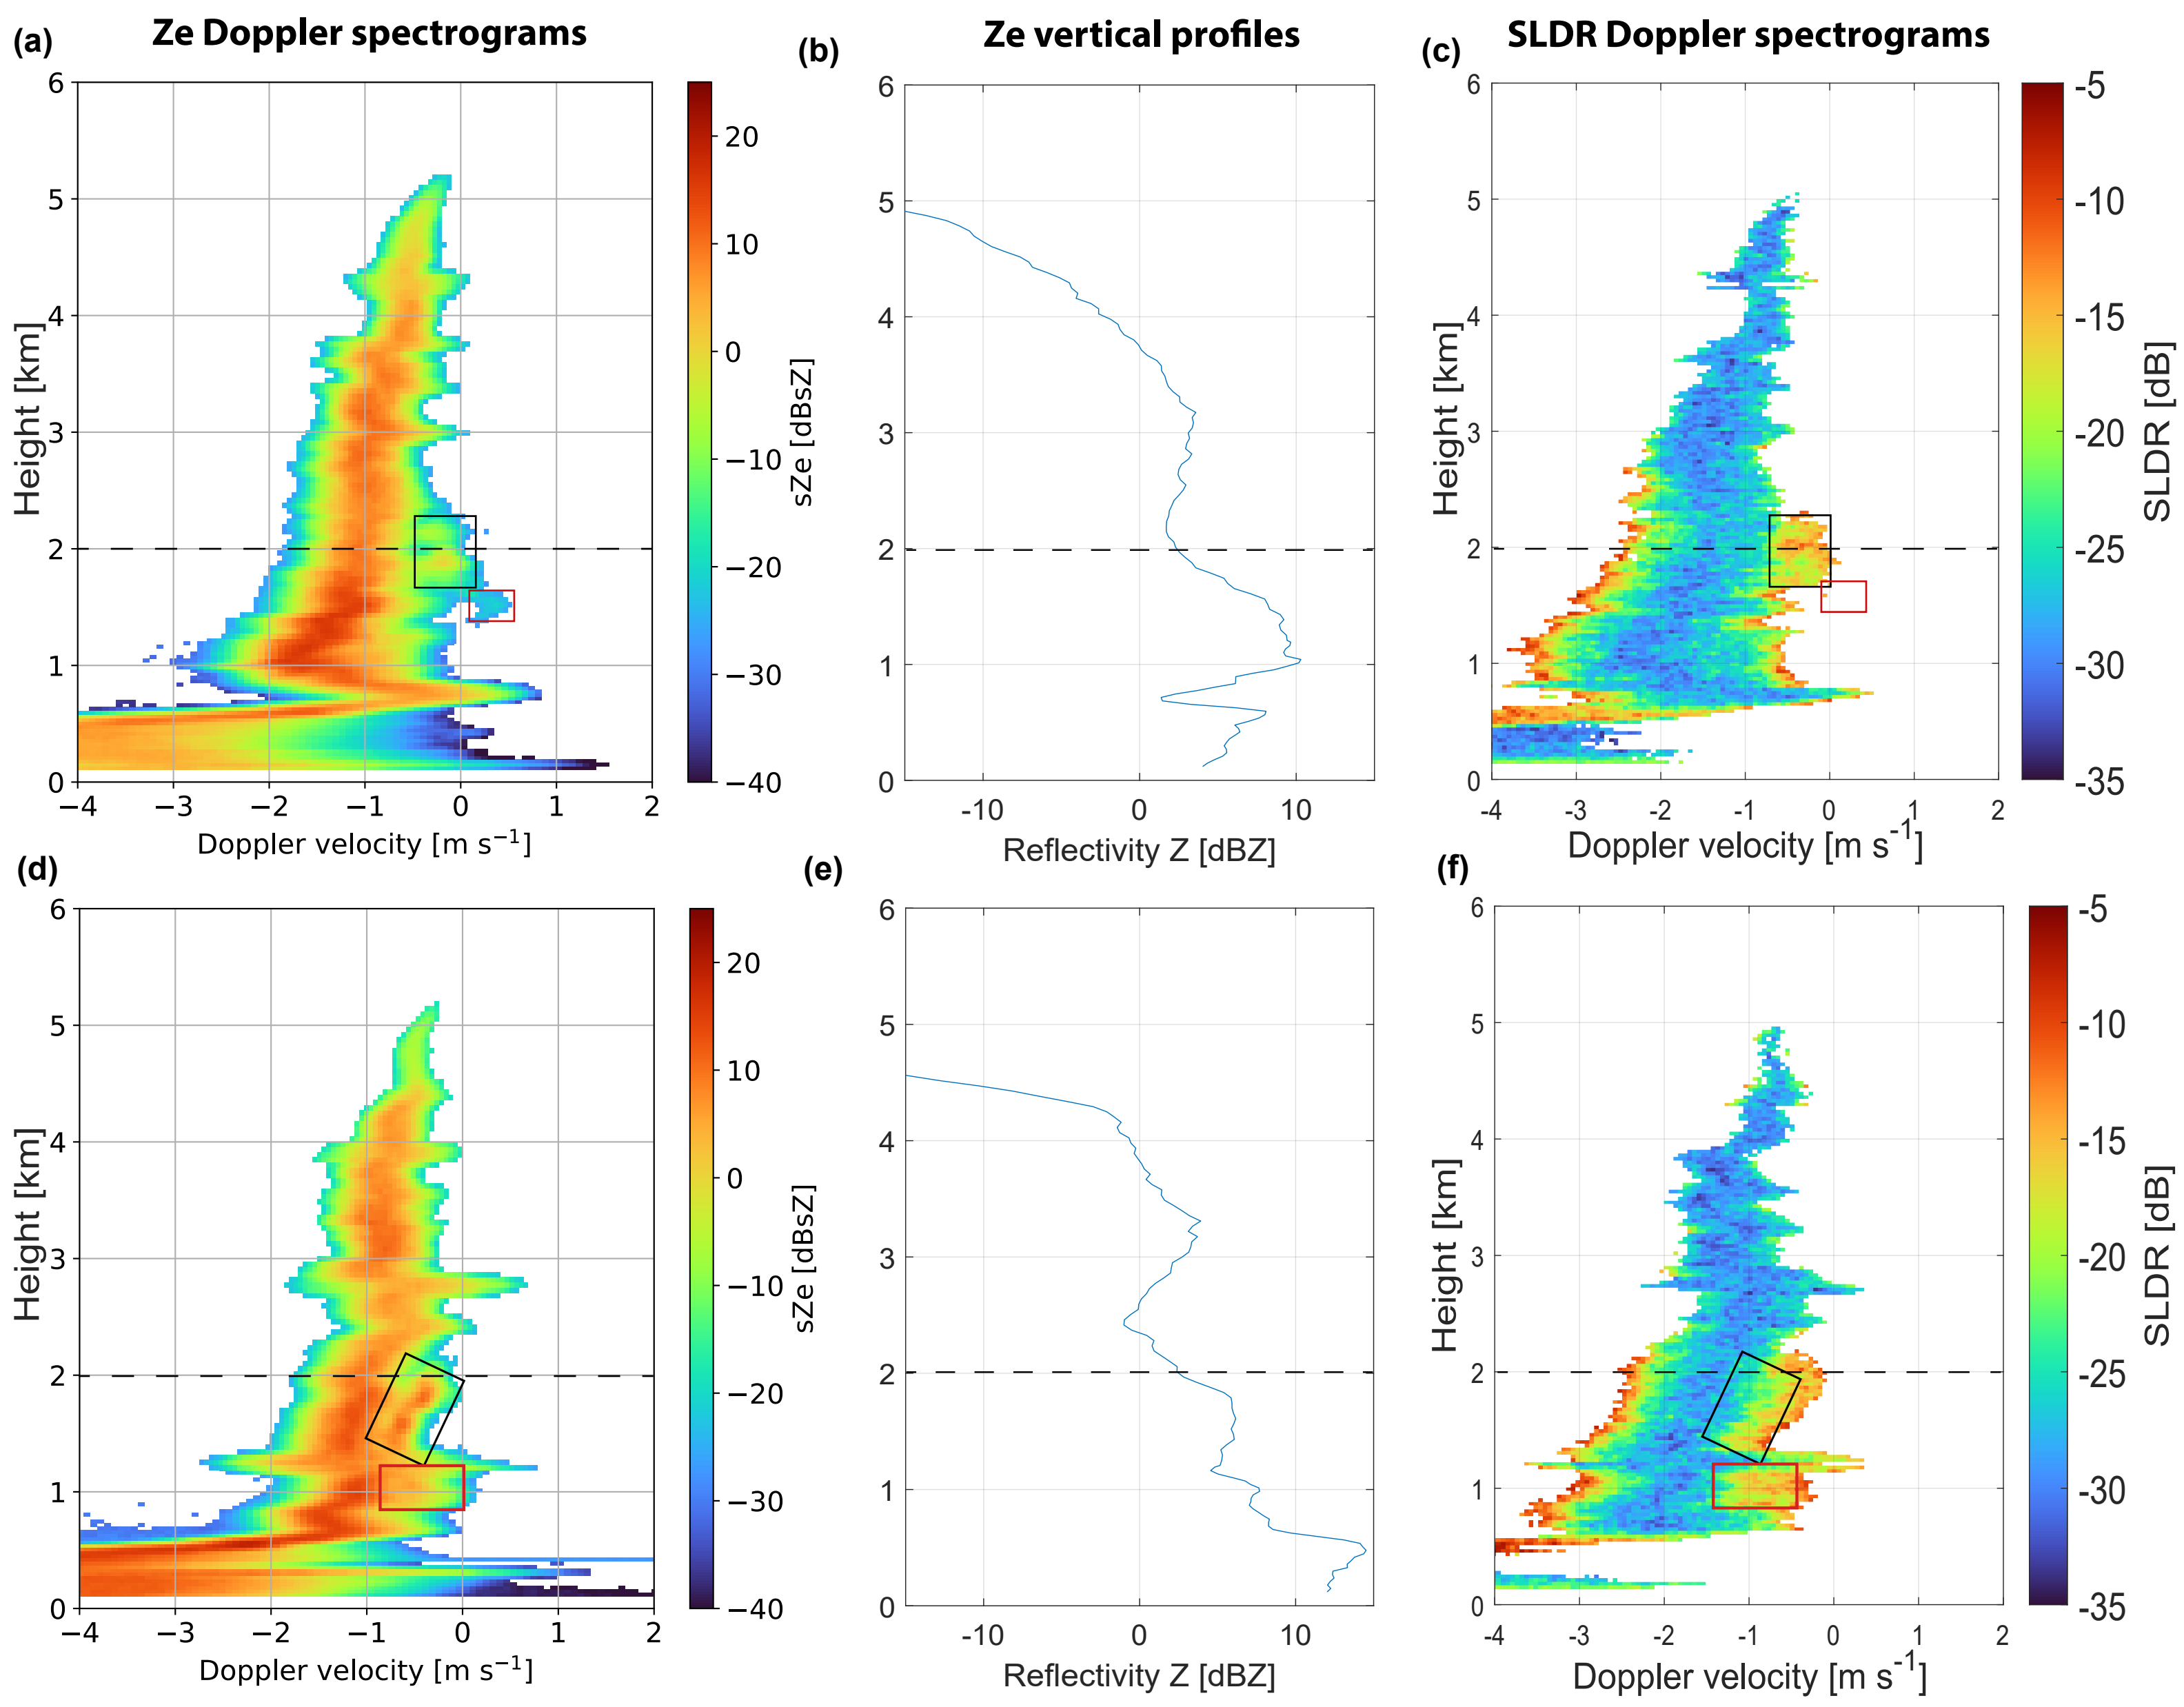 (a) Ze Doppler spectrograms
(b) Ze vertical profiles
(c) SLDR Doppler spectrograms
6
5
4
3
2
1
0
Height [km]
−4 −3 −2 −1 0 1 2
Doppler velocity [m s−1]
20
10
0
−10
−20
−30
−40
sZe [dBsZ]
6
5
4
3
2
1
0
-10 0 10
Reflectivity Z [dBZ]
6
5
4
3
2
1
0
Height [km]
-4 -3 -2 -1 0 1 2
Doppler velocity [m s-1]
-5
-10
-15
-20
-25
-30
-35
SLDR [dB]
(d)
(e)
(f)
6
5
4
3
2
1
0
Height [km]
−4 −3 −2 −1 0 1 2
Doppler velocity [m s−1]
20
10
0
−10
−20
−30
−40
sZe [dBsZ]
6
5
4
3
2
1
0
-10 0 10
Reflectivity Z [dBZ]
6
5
4
3
2
1
0
Height [km]
-4 -3 -2 -1 0 1 2
Doppler velocity [m s-1]
-5
-10
-15
-20
-25
-30
-35
SLDR [dB]